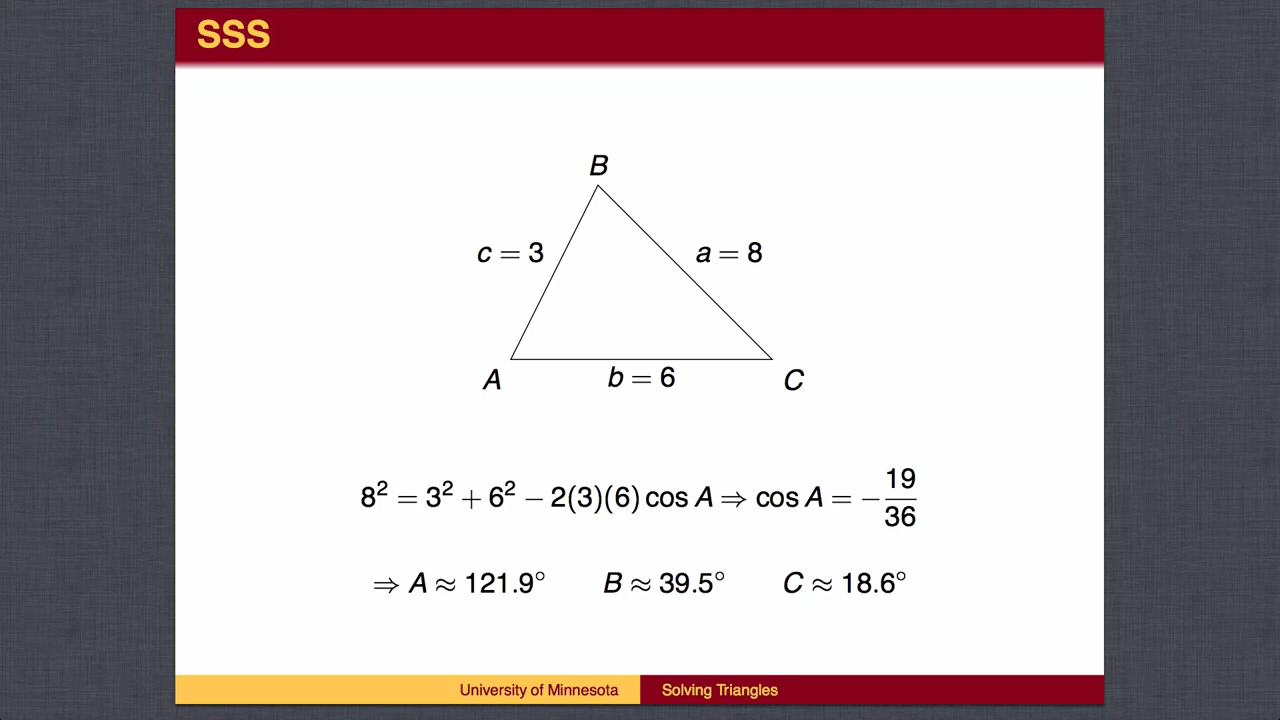 SSS
B
c = 3
a = 8
A
b = 6
C
8² = 3² + 6² − 2(3)(6) cos A ⇒ cos A = −19/36
⇒ A ≈ 121.9° B ≈ 39.5° C ≈ 18.6°
University of Minnesota
Solving Triangles